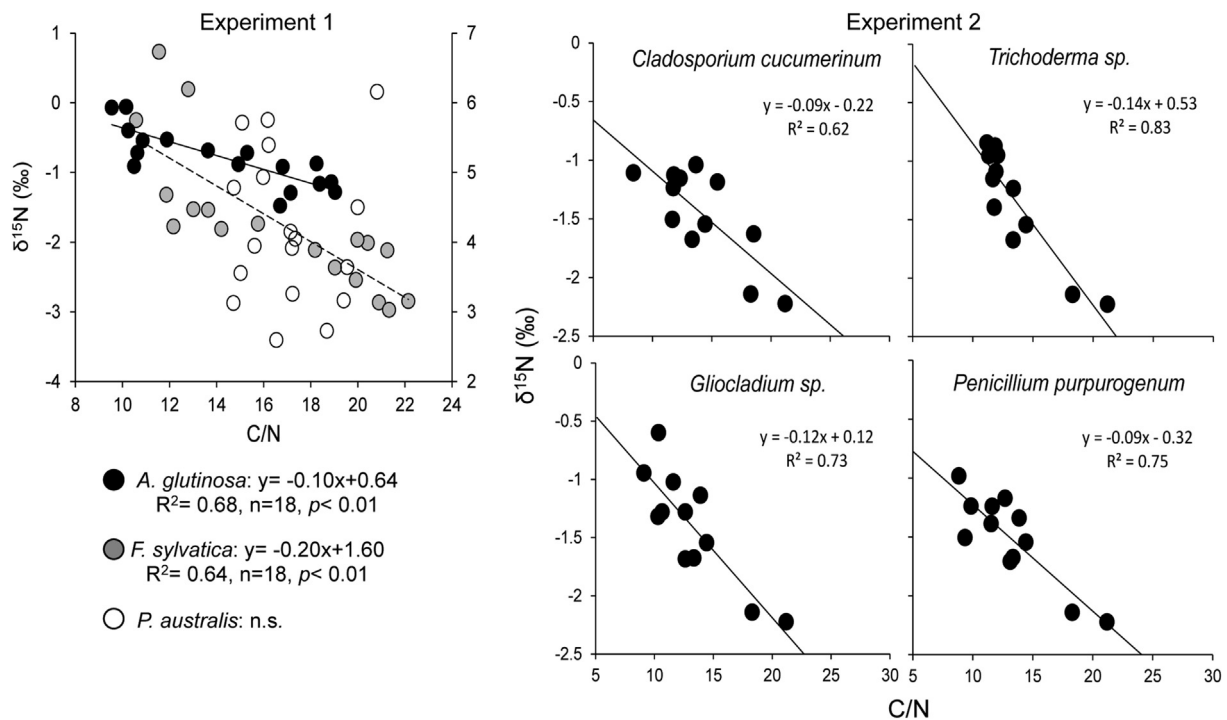 Experiment 1
δ¹⁵N (‰)
1
0
-1
-2
-3
-4
7
6
5
4
3
2
8 10 12 14 16 18 20 22 24
C/N
A. glutinosa: y= -0.10x+0.64
R²= 0.68, n=18, p< 0.01
F. sylvatica: y= -0.20x+1.60
R²= 0.64, n=18, p< 0.01
P. australis: n.s.
Experiment 2
δ¹⁵N (‰)
0
-0.5
-1
-1.5
-2
-2.5
Cladosporium cucumerinum
y = -0.09x - 0.22
R² = 0.62
Trichoderma sp.
y = -0.14x + 0.53
R² = 0.83
0
-0.5
-1
-1.5
-2
-2.5
Gliocladium sp.
y = -0.12x + 0.12
R² = 0.73
5 10 15 20 25 30
Penicillium purpurogenum
y = -0.09x - 0.32
R² = 0.75
5 10 15 20 25 30
C/N